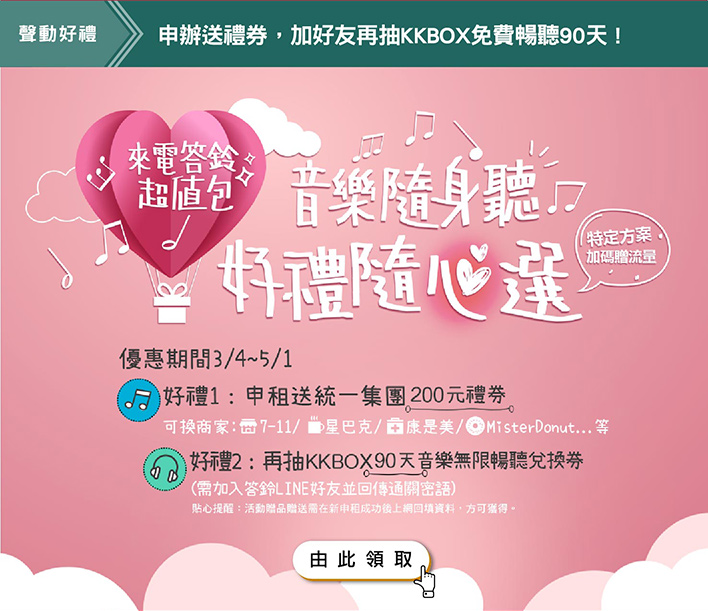 聲動好禮
申辦送禮券，加好友再抽KKBOX免費暢聽90天！
來電答鈴
超值包
音樂隨身聽
好禮隨心選
特定方案
加碼贈流量
優惠期間3/4~5/1
好禮1：申租送統一集團200元禮券
可換商家：7-11/ 星巴克/ 康是美/ MisterDonut...等
好禮2：再抽KKBOX90天音樂無限暢聽兌換券
(需加入答鈴LINE好友並回傳通關密語)
貼心提醒：活動贈品贈送需在新申租成功後上網回填資料，方可獲得。
由此領取